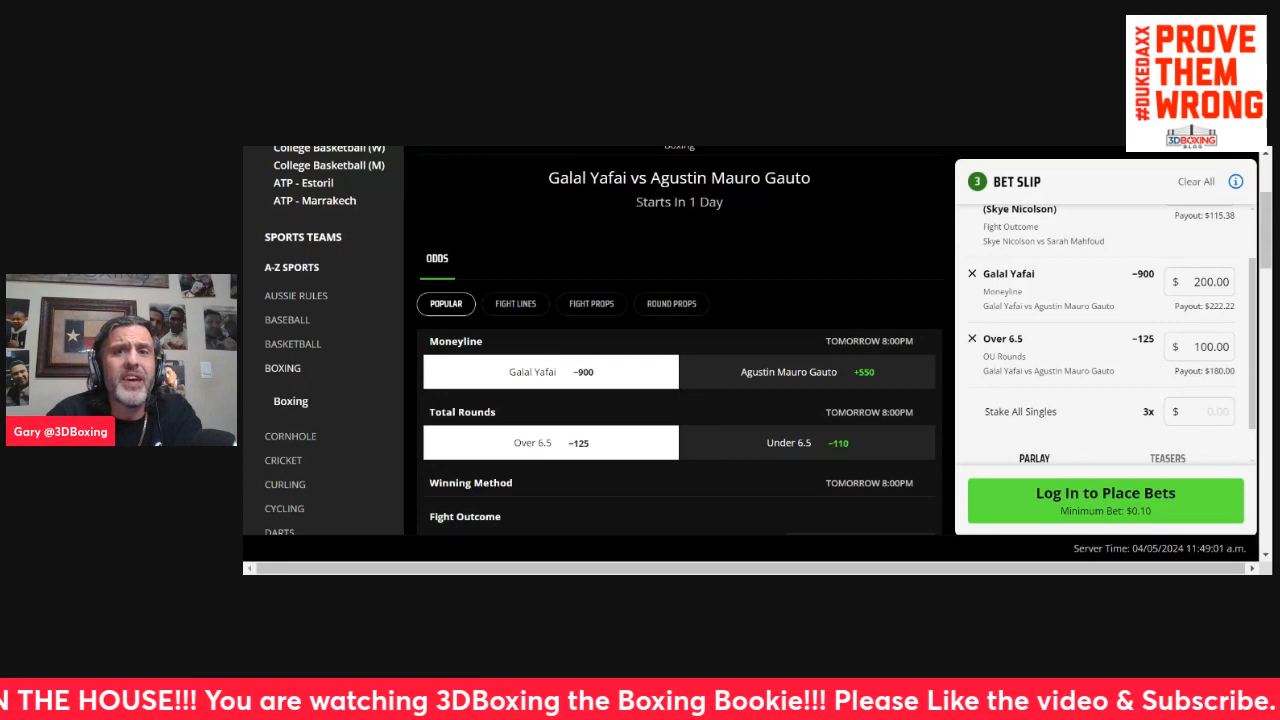 #DUKEDAXX
PROVE
THEM
WRONG
3DBOXING
BLOG
College Basketball (W)
College Basketball (M)
ATP - Estoril
ATP - Marrakech
SPORTS TEAMS
A-Z SPORTS
AUSSIE RULES
BASEBALL
BASKETBALL
BOXING
Boxing
CORNHOLE
CRICKET
CURLING
CYCLING
DARTS
Boxing
Galal Yafai vs Agustin Mauro Gauto
Starts In 1 Day
ODDS
POPULAR FIGHT LINES FIGHT PROPS ROUND PROPS
Moneyline TOMORROW 8:00PM
Galal Yafai −900 Agustin Mauro Gauto +550
Total Rounds TOMORROW 8:00PM
Over 6.5 −125 Under 6.5 −110
Winning Method TOMORROW 8:00PM
Fight Outcome
3 BET SLIP Clear All
(Skye Nicolson)
Payout: $115.38
Fight Outcome
Skye Nicolson vs Sarah Mahfoud
Galal Yafai −900 $ 200.00
Moneyline
Galal Yafai vs Agustin Mauro Gauto Payout: $222.22
Over 6.5 −125 $ 100.00
OU Rounds
Galal Yafai vs Agustin Mauro Gauto Payout: $180.00
Stake All Singles 3x $ 0.00
PARLAY TEASERS
Log In to Place Bets
Minimum Bet: $0.10
Server Time: 04/05/2024 11:49:01 a.m.
Gary @3DBoxing
N THE HOUSE!!! You are watching 3DBoxing the Boxing Bookie!!! Please Like the video & Subscribe.